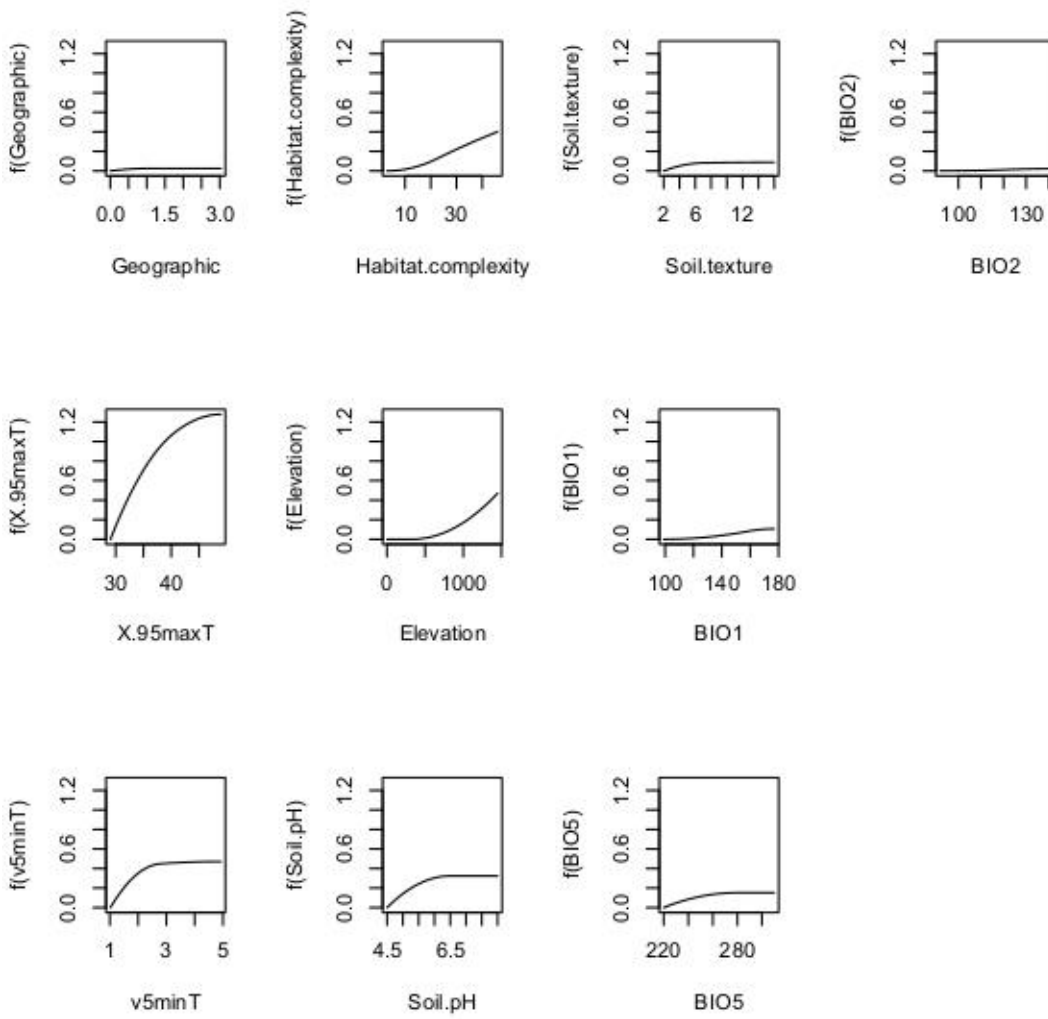 f(Geographic)
1.2
0.6
0.0
0.0 1.5 3.0
Geographic
f(Habitat.complexity)
1.2
0.6
0.0
10 30
Habitat.complexity
f(Soil.texture)
1.2
0.6
0.0
2 6 12
Soil.texture
f(BIO2)
1.2
0.6
0.0
100 130
BIO2
f(X.95maxT)
1.2
0.6
0.0
30 40
X.95maxT
f(Elevation)
1.2
0.6
0.0
0 1000
Elevation
f(BIO1)
1.2
0.6
0.0
100 140 180
BIO1
f(v5minT)
1.2
0.6
0.0
1 3 5
v5minT
f(Soil.pH)
1.2
0.6
0.0
4.5 6.5
Soil.pH
f(BIO5)
1.2
0.6
0.0
220 280
BIO5